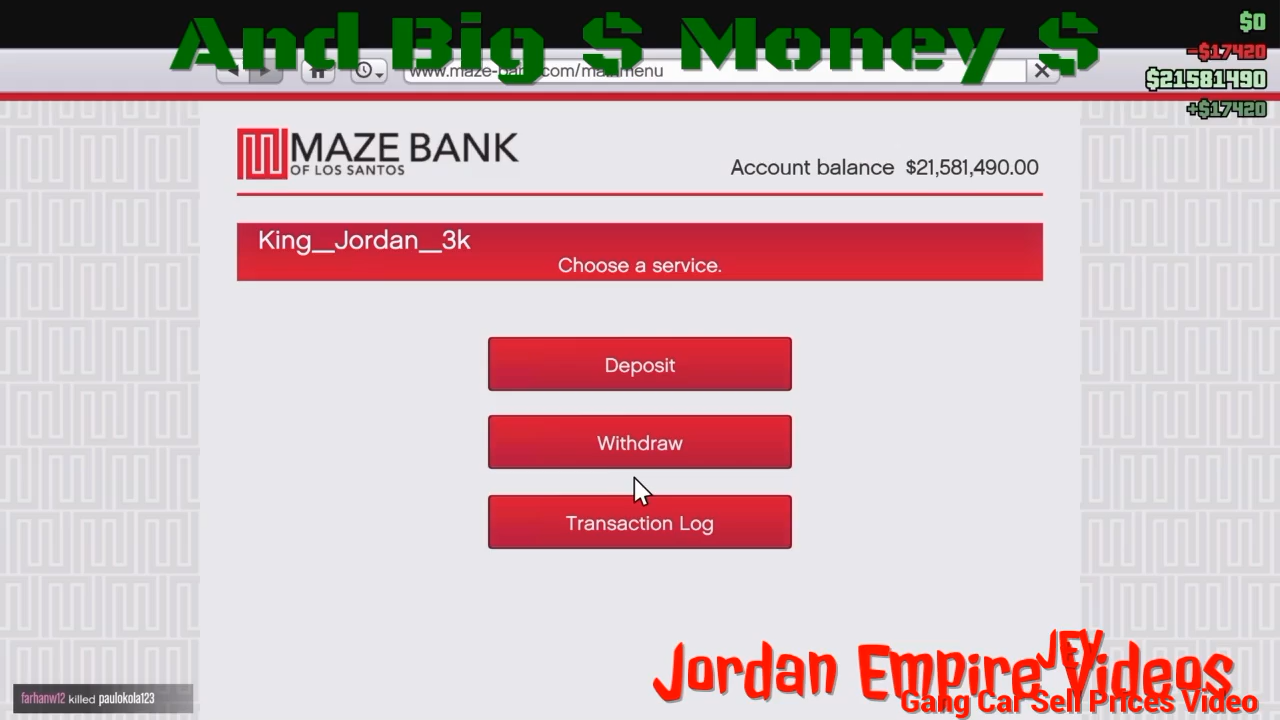 And Big $ Money $
$0
-$17420
$21581490
+$17420
MAZE BANK
OF LOS SANTOS
Account balance $21,581,490.00
King__Jordan__3k
Choose a service.
Deposit
Withdraw
Transaction Log
JEV
Jordan Empire Videos
Gang Car Sell Prices Video
farhanw12 killed paulokola123